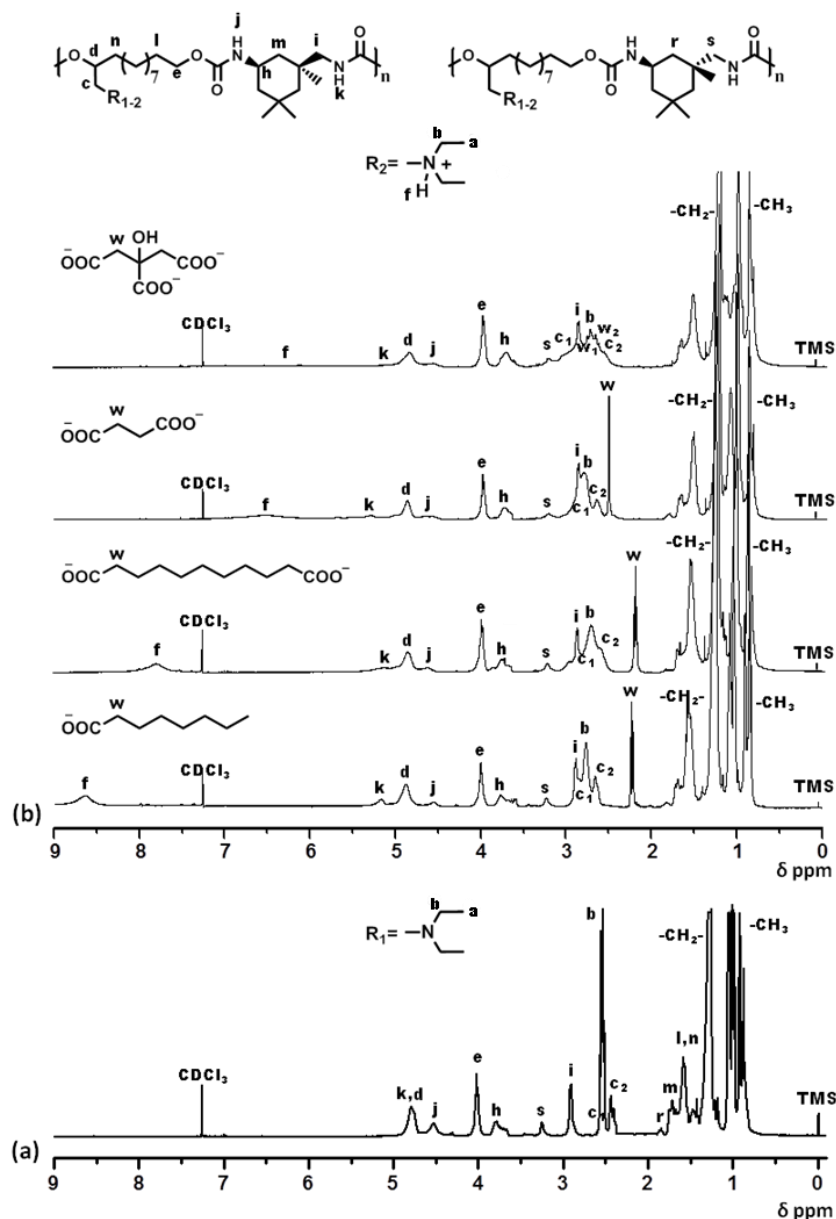 j
d n l O N H m i H N O
O 7 e O h N H k n
c R1-2
O H N r s H N O
O 7 O N H n
R1-2
b a
R2= N +
f H
-CH2- -CH3
w OH
⁻OOC COO⁻
COO⁻
CDCl3 f k d j e h s c1 i w1 b w2 c2 TMS
w
⁻OOC COO⁻
CDCl3 f k d j e h s c1 i b c2 w -CH2- -CH3 TMS
w
⁻OOC COO⁻
CDCl3 f k d j e h s c1 i b c2 w -CH2- -CH3 TMS
w
⁻OOC
f CDCl3 k d j e h s c1 i b c2 w -CH2- -CH3 TMS
(b)
9 8 7 6 5 4 3 2 1 0
δ ppm
b a
R1= N
CDCl3 k,d j e h s i c1 b c2 r m l,n -CH2- -CH3 TMS
(a)
9 8 7 6 5 4 3 2 1 0
δ ppm